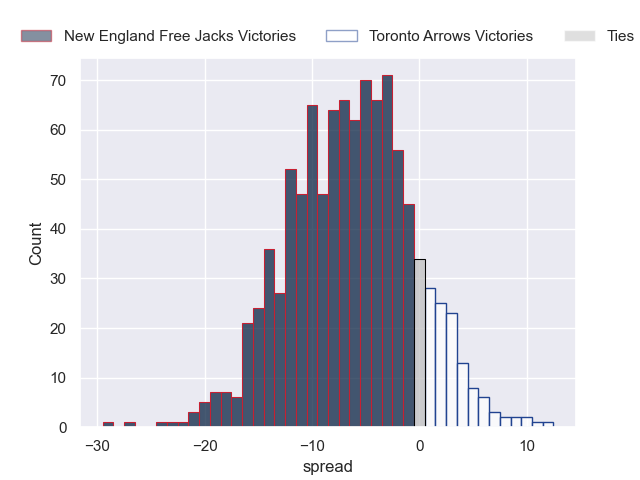 New England Free Jacks Victories   Toronto Arrows Victories   Ties
70
60
50
40
30
20
10
0
Count
−30   −20   −10   0   10
spread